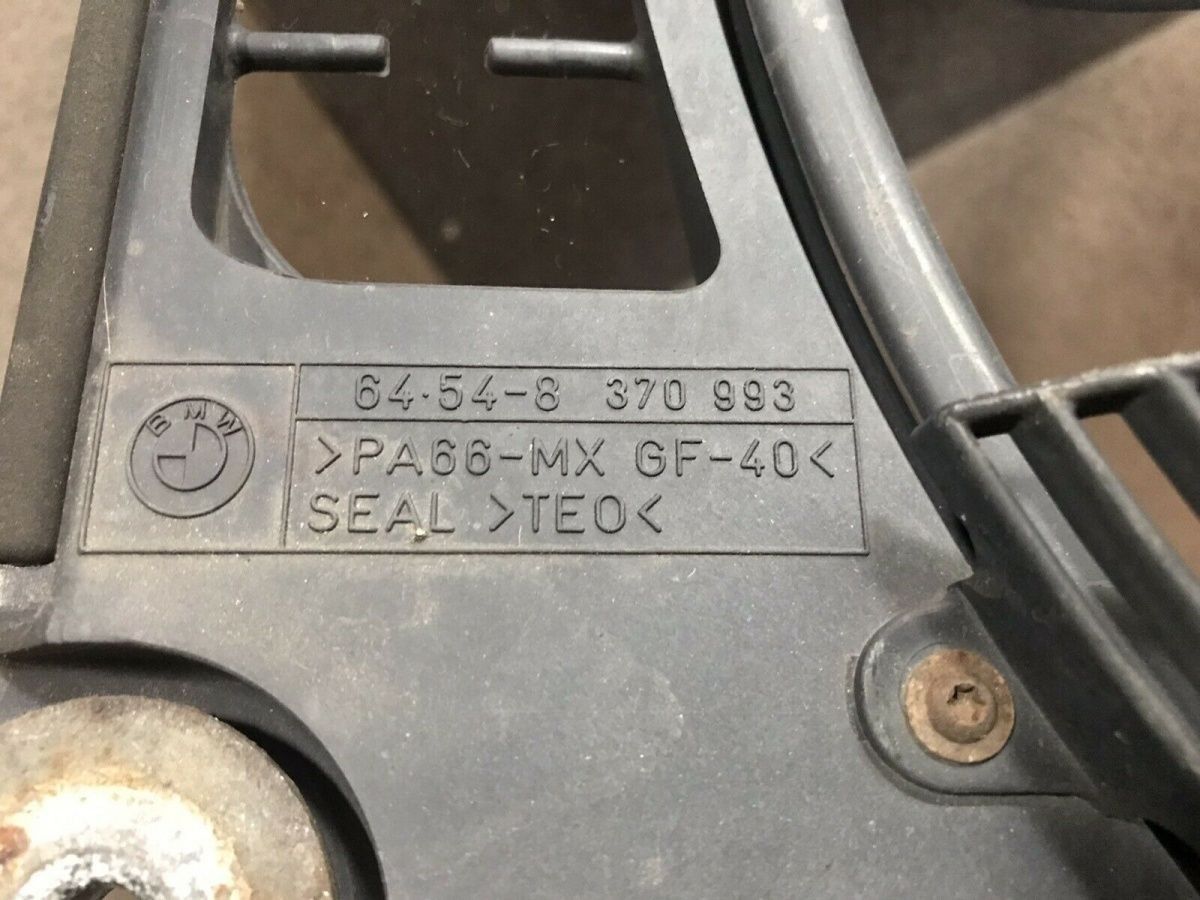 BMW
64·54-8 370 993
>PA66-MX GF-40<
SEAL >TEO<